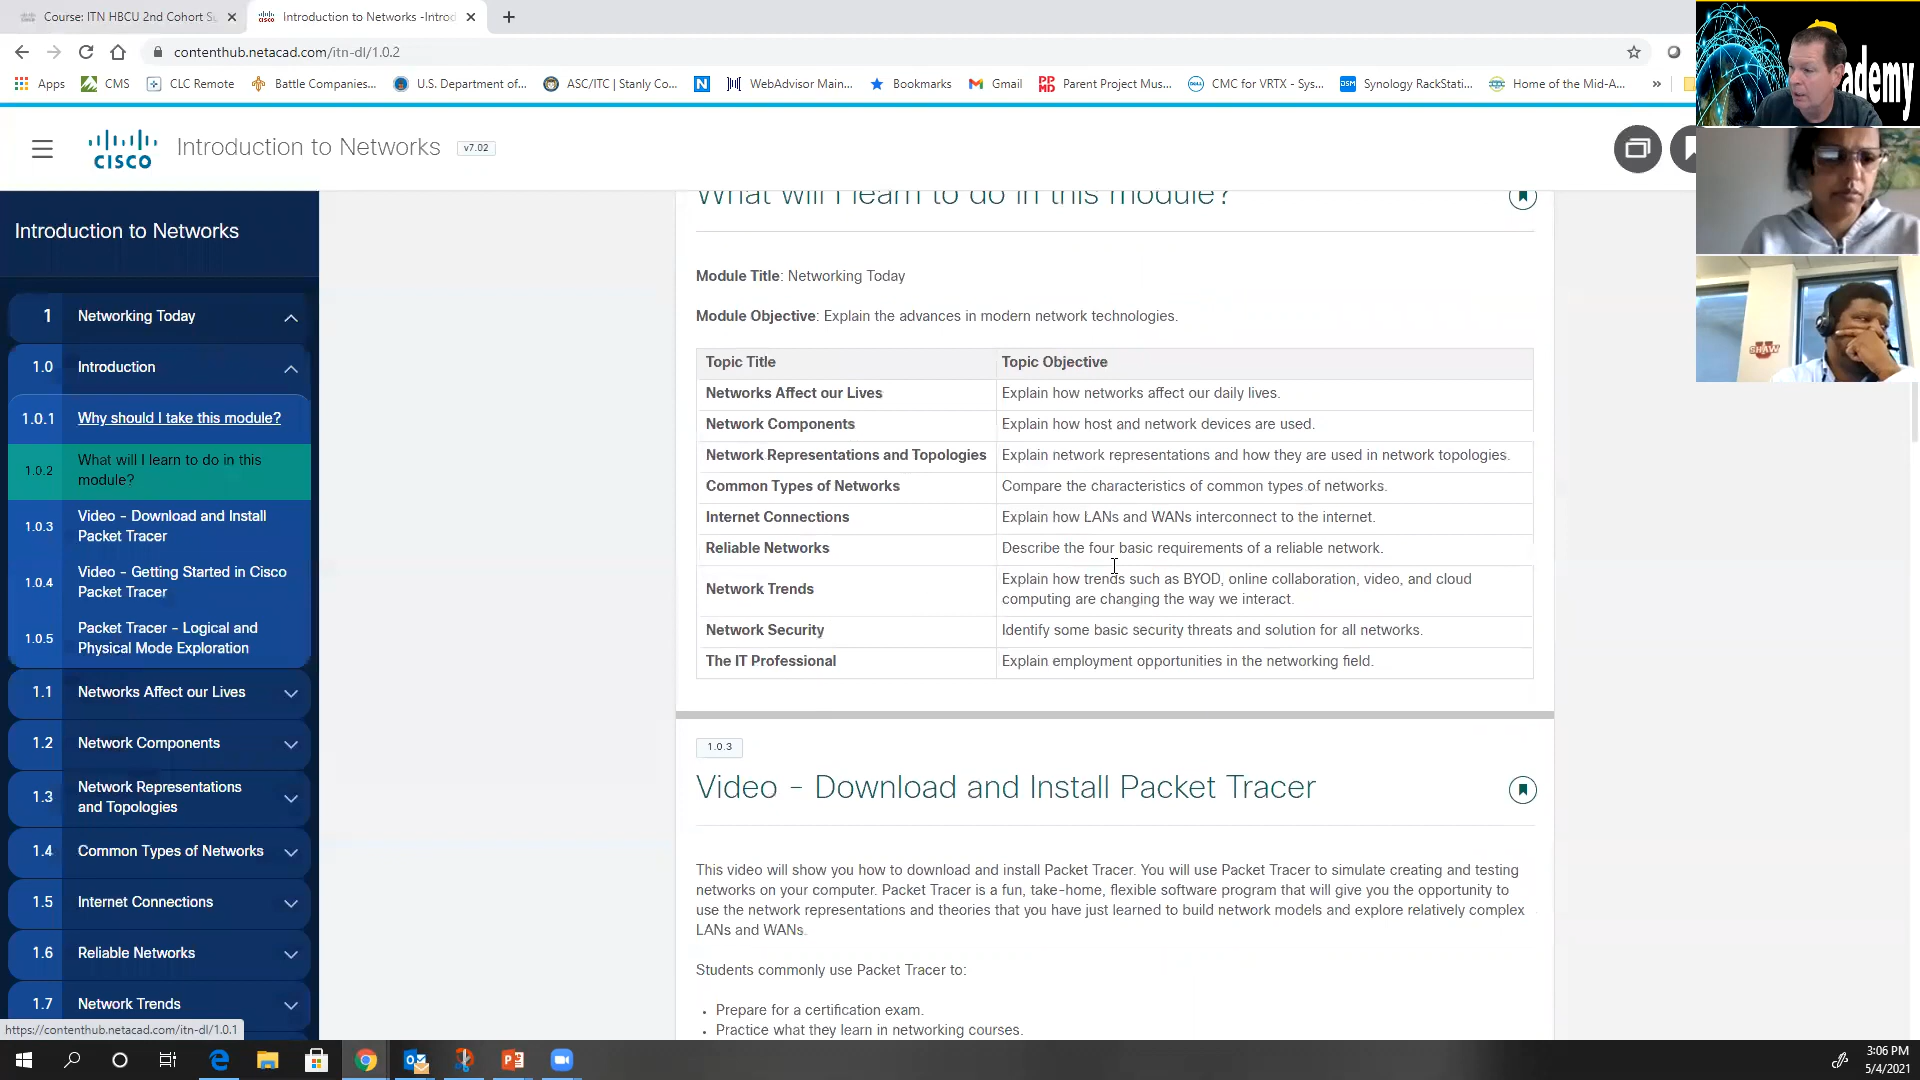 Course: ITN HBCU 2nd Cohort S
Introduction to Networks -Introd
contenthub.netacad.com/itn-dl/1.0.2
Apps
CMS
CLC Remote
Battle Companies...
U.S. Department of...
ASC/ITC | Stanly Co...
N
WebAdvisor Main...
Bookmarks
Gmail
Parent Project Mus...
CMC for VRTX - Sys...
DSM
Synology RackStati...
Home of the Mid-A...
»
ademy
CISCO
Introduction to Networks
v7.02
Introduction to Networks
1 Networking Today
1.0 Introduction
1.0.1 Why should I take this module?
1.0.2 What will I learn to do in this
module?
1.0.3 Video - Download and Install
Packet Tracer
1.0.4 Video - Getting Started in Cisco
Packet Tracer
1.0.5 Packet Tracer - Logical and
Physical Mode Exploration
1.1 Networks Affect our Lives
1.2 Network Components
1.3 Network Representations
and Topologies
1.4 Common Types of Networks
1.5 Internet Connections
1.6 Reliable Networks
1.7 Network Trends
https://contenthub.netacad.com/itn-dl/1.0.1
What will I learn to do in this module?
Module Title: Networking Today
Module Objective: Explain the advances in modern network technologies.
Topic Title Topic Objective
Networks Affect our Lives Explain how networks affect our daily lives.
Network Components Explain how host and network devices are used.
Network Representations and Topologies Explain network representations and how they are used in network topologies.
Common Types of Networks Compare the characteristics of common types of networks.
Internet Connections Explain how LANs and WANs interconnect to the internet.
Reliable Networks Describe the four basic requirements of a reliable network.
Network Trends Explain how trends such as BYOD, online collaboration, video, and cloud
computing are changing the way we interact.
Network Security Identify some basic security threats and solution for all networks.
The IT Professional Explain employment opportunities in the networking field.
1.0.3
Video - Download and Install Packet Tracer
This video will show you how to download and install Packet Tracer. You will use Packet Tracer to simulate creating and testing
networks on your computer. Packet Tracer is a fun, take-home, flexible software program that will give you the opportunity to
use the network representations and theories that you have just learned to build network models and explore relatively complex
LANs and WANs.
Students commonly use Packet Tracer to:
• Prepare for a certification exam.
• Practice what they learn in networking courses.
SHAW
3:06 PM
5/4/2021